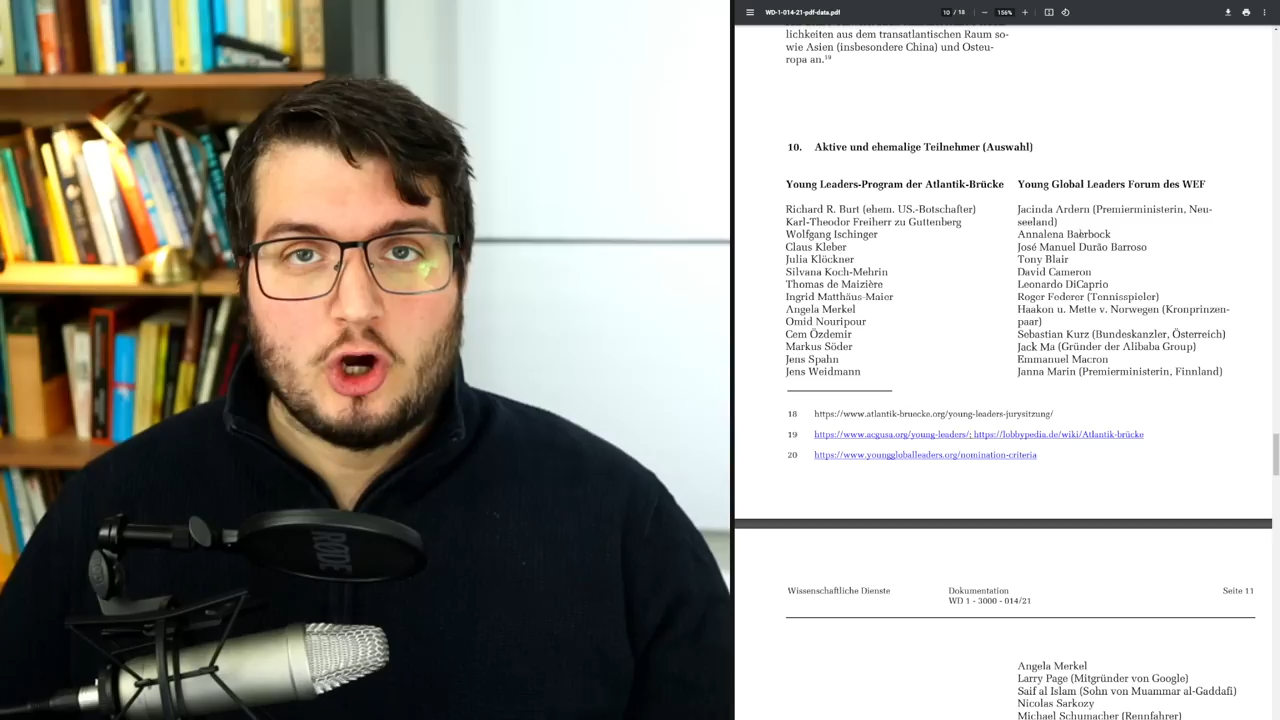 WD-1-014-21-pdf-data.pdf
10 / 18
156%
lichkeiten aus dem transatlantischen Raum so-
wie Asien (insbesondere China) und Osteu-
ropa an.¹⁹
10. Aktive und ehemalige Teilnehmer (Auswahl)
Young Leaders-Program der Atlantik-Brücke
Richard R. Burt (ehem. US.-Botschafter)
Karl-Theodor Freiherr zu Guttenberg
Wolfgang Ischinger
Claus Kleber
Julia Klöckner
Silvana Koch-Mehrin
Thomas de Maizière
Ingrid Matthäus-Maier
Angela Merkel
Omid Nouripour
Cem Özdemir
Markus Söder
Jens Spahn
Jens Weidmann
Young Global Leaders Forum des WEF
Jacinda Ardern (Premierministerin, Neu-
seeland)
Annalena Baerbock
José Manuel Durão Barroso
Tony Blair
David Cameron
Leonardo DiCaprio
Roger Foderer (Tonnisspieler)
Haakon u. Mette v. Norwegen (Kronprinzen-
paar)
Sebastian Kurz (Bundeskanzler, Österreich)
Jack Ma (Gründer der Alibaba Group)
Emmanuel Macron
Janna Marin (Premierministerin, Finnland)
18 https://www.atlantik-bruecke.org/young-leaders-jurysitzung/
19 https://www.acgusa.org/young-leaders/; https://lobbypedia.de/wiki/Atlantik-brücke
20 https://www.younggloballeaders.org/nomination-criteria
Wissenschaftliche Dienste
Dokumentation
WD 1 - 3000 - 014/21
Seite 11
Angela Merkel
Larry Page (Mitgründer von Google)
Saif al Islam (Sohn von Muammar al-Gaddafi)
Nicolas Sarkozy
Michael Schumacher (Rennfahrer)
RØDE